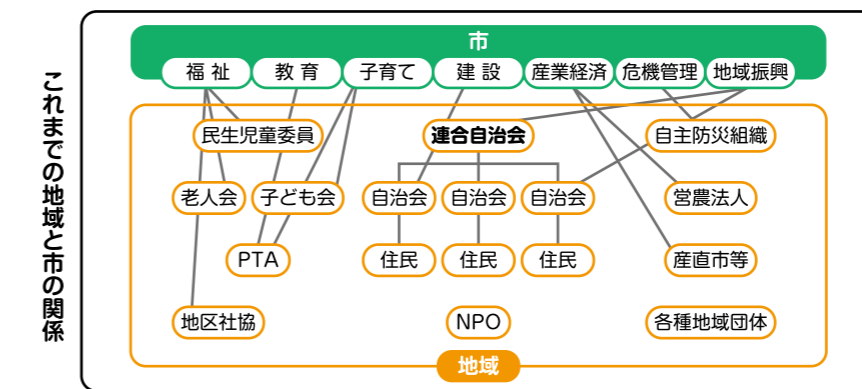 これまでの地域と市の関係
市
福 祉
教 育
子育て
建 設
産業経済
危機管理
地域振興
民生児童委員
連合自治会
自主防災組織
老人会
子ども会
自治会
自治会
自治会
営農法人
PTA
住民
住民
住民
産直市等
地区社協
NPO
各種地域団体
地域